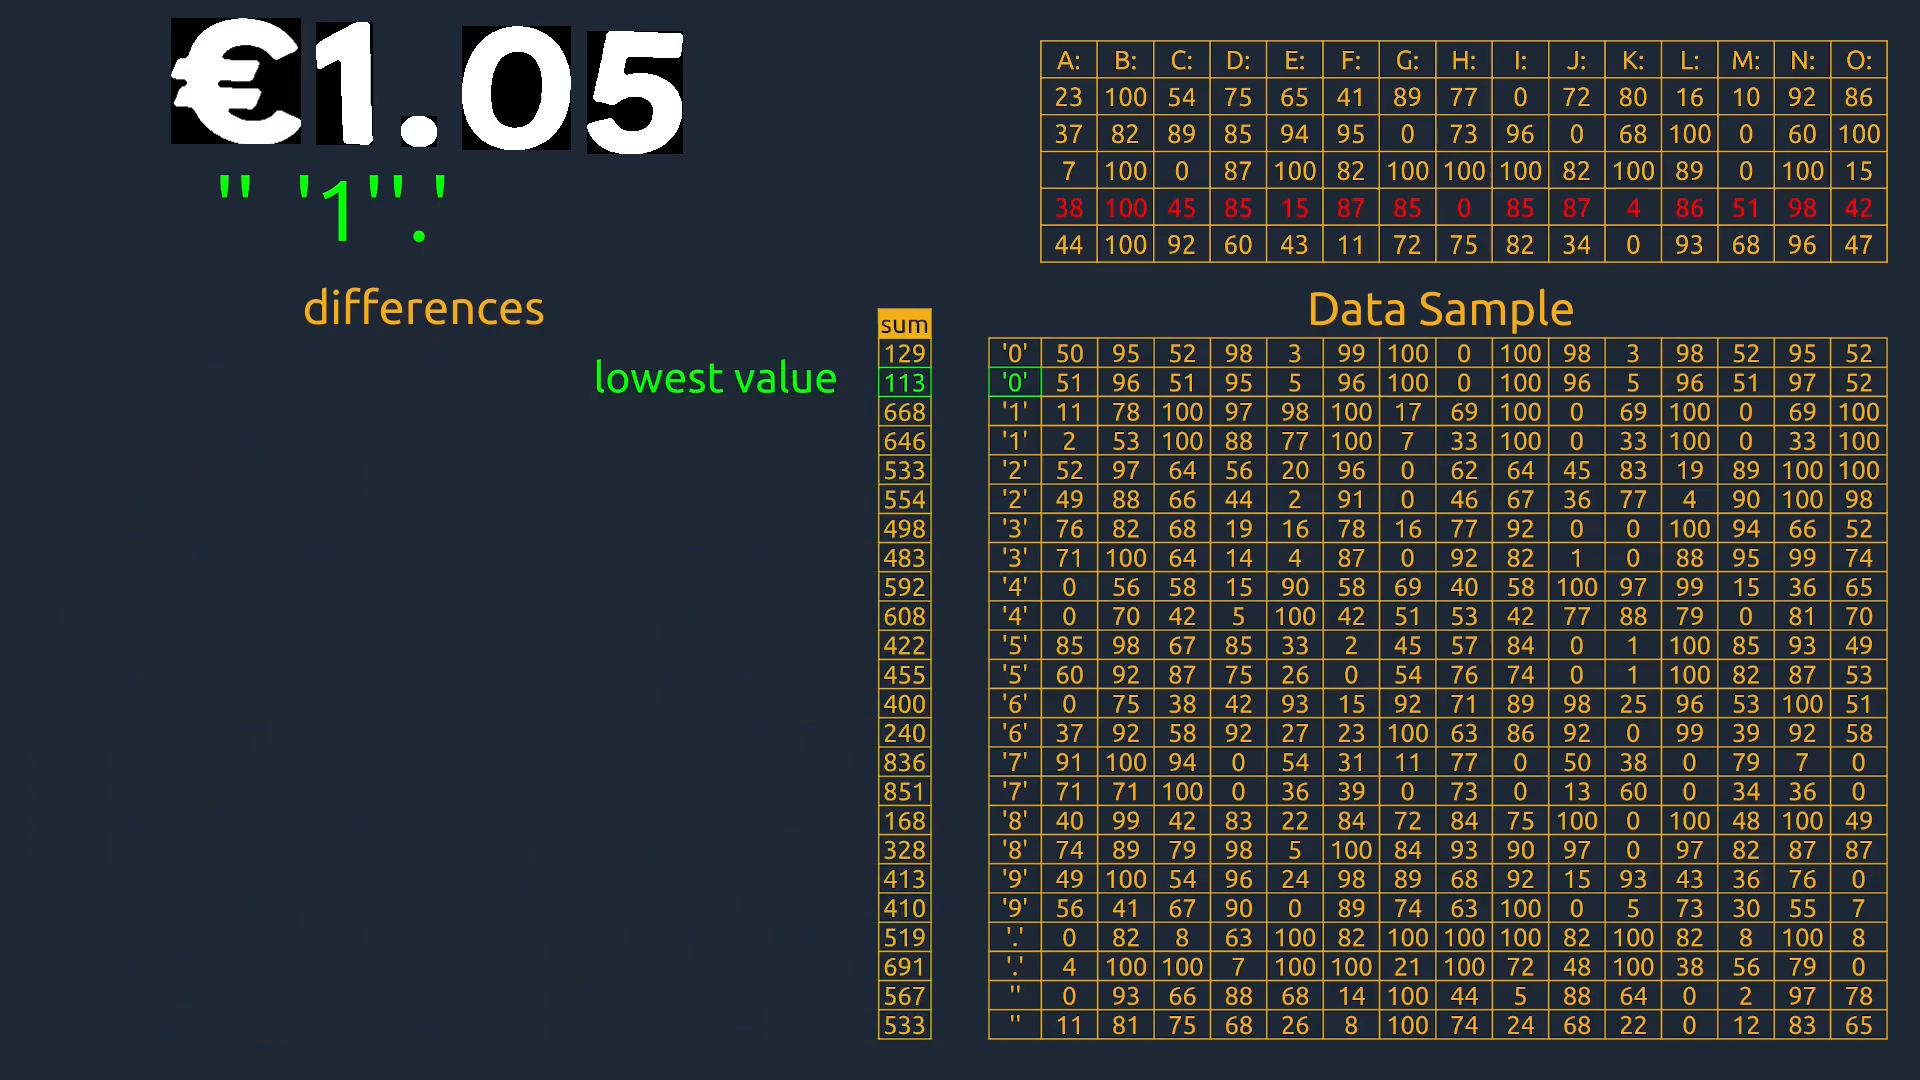 €1.05
'' '1''.'
differences
lowest value
A: B: C: D: E: F: G: H: I: J: K: L: M: N: O:
23 100 54 75 65 41 89 77 0 72 80 16 10 92 86
37 82 89 85 94 95 0 73 96 0 68 100 0 60 100
7 100 0 87 100 82 100 100 100 82 100 89 0 100 15
38 100 45 85 15 87 85 0 85 87 4 86 51 98 42
44 100 92 60 43 11 72 75 82 34 0 93 68 96 47
Data Sample
sum
129 '0' 50 95 52 98 3 99 100 0 100 98 3 98 52 95 52
113 '0' 51 96 51 95 5 96 100 0 100 96 5 96 51 97 52
668 '1' 11 78 100 97 98 100 17 69 100 0 69 100 0 69 100
646 '1' 2 53 100 88 77 100 7 33 100 0 33 100 0 33 100
533 '2' 52 97 64 56 20 96 0 62 64 45 83 19 89 100 100
554 '2' 49 88 66 44 2 91 0 46 67 36 77 4 90 100 98
498 '3' 76 82 68 19 16 78 16 77 92 0 0 100 94 66 52
483 '3' 71 100 64 14 4 87 0 92 82 1 0 88 95 99 74
592 '4' 0 56 58 15 90 58 69 40 58 100 97 99 15 36 65
608 '4' 0 70 42 5 100 42 51 53 42 77 88 79 0 81 70
422 '5' 85 98 67 85 33 2 45 57 84 0 1 100 85 93 49
455 '5' 60 92 87 75 26 0 54 76 74 0 1 100 82 87 53
400 '6' 0 75 38 42 93 15 92 71 89 98 25 96 53 100 51
240 '6' 37 92 58 92 27 23 100 63 86 92 0 99 39 92 58
836 '7' 91 100 94 0 54 31 11 77 0 50 38 0 79 7 0
851 '7' 71 71 100 0 36 39 0 73 0 13 60 0 34 36 0
168 '8' 40 99 42 83 22 84 72 84 75 100 0 100 48 100 49
328 '8' 74 89 79 98 5 100 84 93 90 97 0 97 82 87 87
413 '9' 49 100 54 96 24 98 89 68 92 15 93 43 36 76 0
410 '9' 56 41 67 90 0 89 74 63 100 0 5 73 30 55 7
519 '.' 0 82 8 63 100 82 100 100 100 82 100 82 8 100 8
691 '.' 4 100 100 7 100 100 21 100 72 48 100 38 56 79 0
567 '' 0 93 66 88 68 14 100 44 5 88 64 0 2 97 78
533 '' 11 81 75 68 26 8 100 74 24 68 22 0 12 83 65